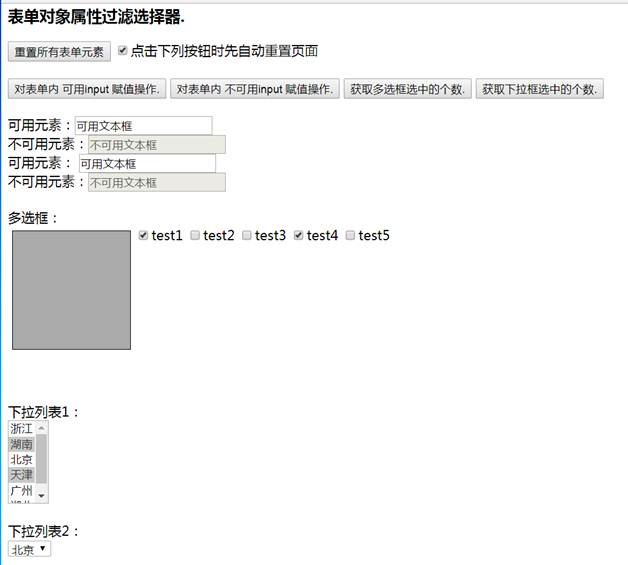 表单对象属性过滤选择器.
重置所有表单元素 点击下列按钮时先自动重置页面
对表单内 可用input 赋值操作. 对表单内 不可用input 赋值操作. 获取多选框选中的个数. 获取下拉框选中的个数.
可用元素：可用文本框
不可用元素：不可用文本框
可用元素： 可用文本框
不可用元素：不可用文本框
多选框：
test1 test2 test3 test4 test5
下拉列表1：
浙江
湖南
北京
天津
广州
下拉列表2：
北京